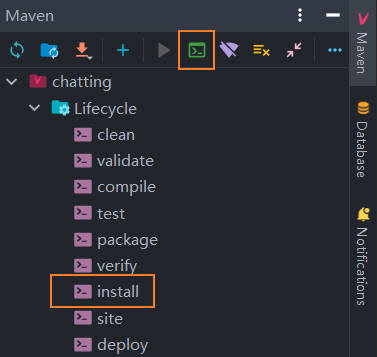 Maven
chatting
Lifecycle
clean
validate
compile
test
package
verify
install
site
deploy
Maven
Database
Notifications